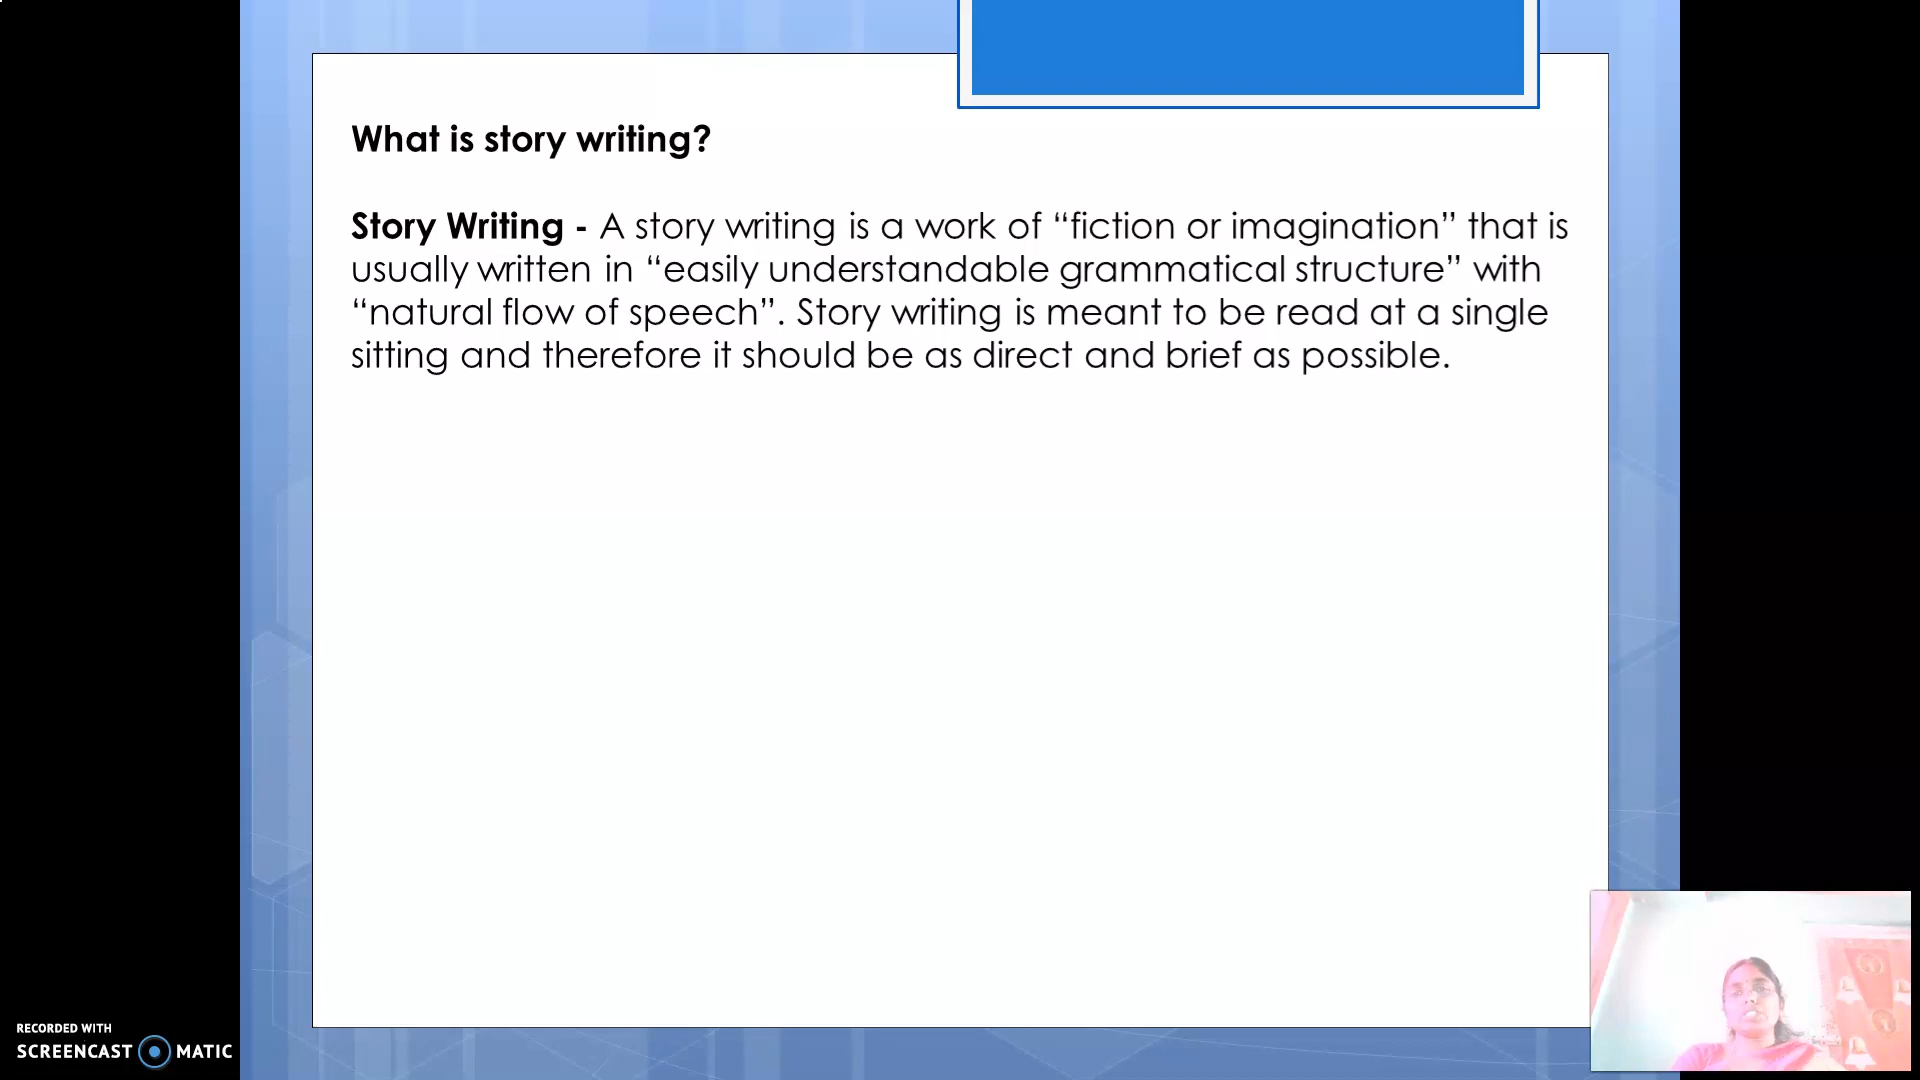 What is story writing?
Story Writing - A story writing is a work of “fiction or imagination” that is
usually written in “easily understandable grammatical structure” with
“natural flow of speech”. Story writing is meant to be read at a single
sitting and therefore it should be as direct and brief as possible.
RECORDED WITH
SCREENCAST MATIC